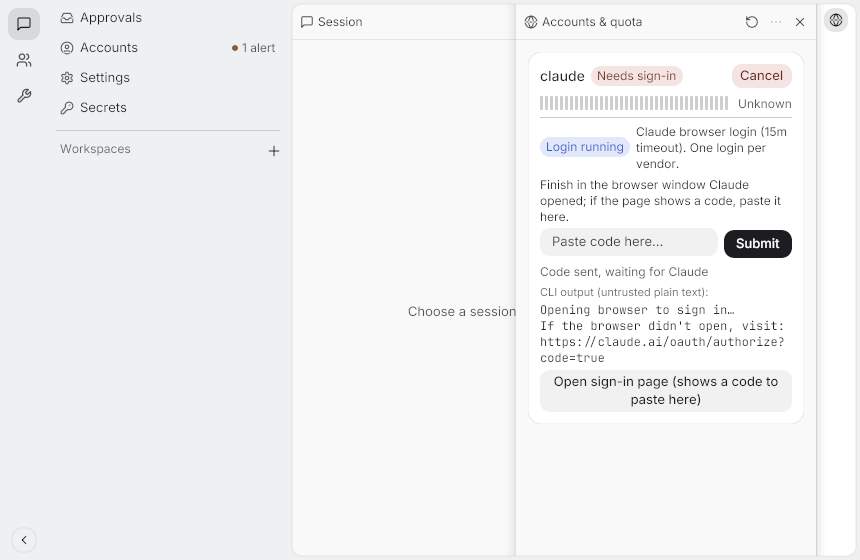 Approvals
Accounts
1 alert
Settings
Secrets
Workspaces
Session
Choose a session
Accounts & quota
claude
Needs sign-in
Cancel
Unknown
Login running
Claude browser login (15m
timeout). One login per
vendor.
Finish in the browser window Claude
opened; if the page shows a code, paste it
here.
Paste code here...
Submit
Code sent, waiting for Claude
CLI output (untrusted plain text):
Opening browser to sign in…
If the browser didn't open, visit:
https://claude.ai/oauth/authorize?
code=true
Open sign-in page (shows a code to
paste here)